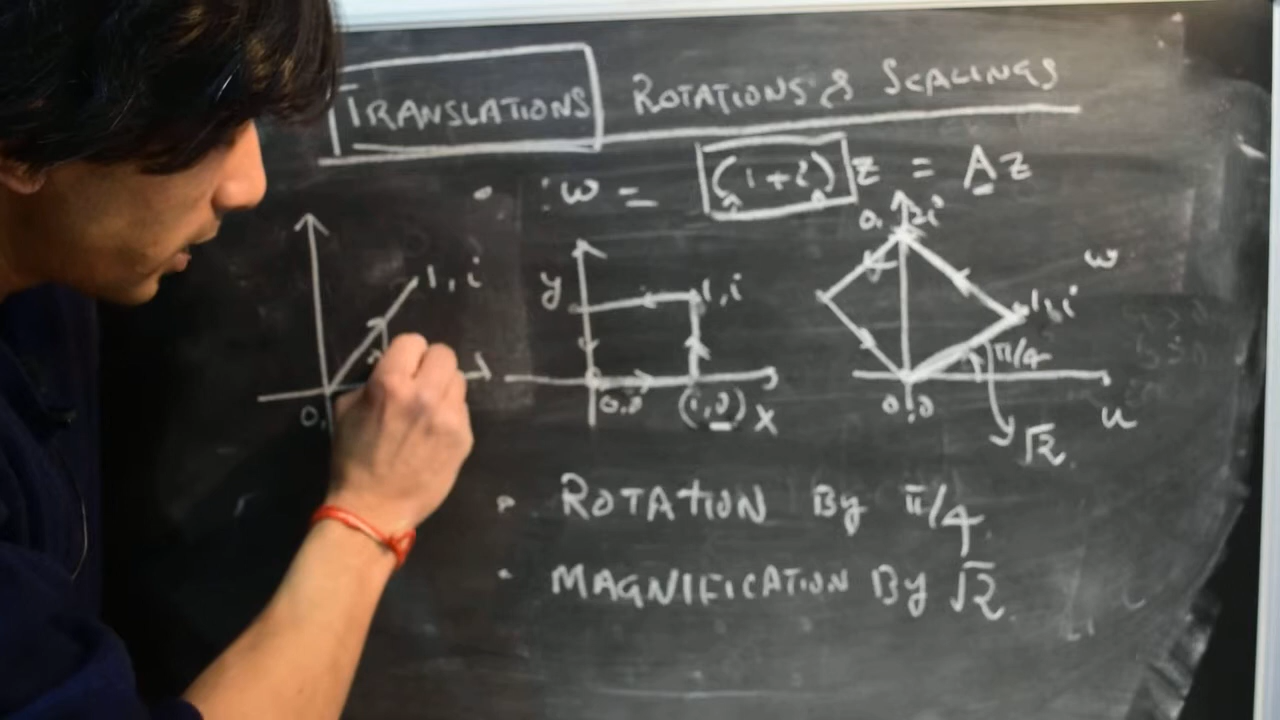 TRANSLATIONS ROTATIONS & SCALINGS
w = (1+i) z = Az
1, i
0,
y
1, i
0,0
(1,0)
x
0, 2i
w
1, i
π/4
0,0
u
√2
ROTATION By π/4
MAGNIFICATION By √2